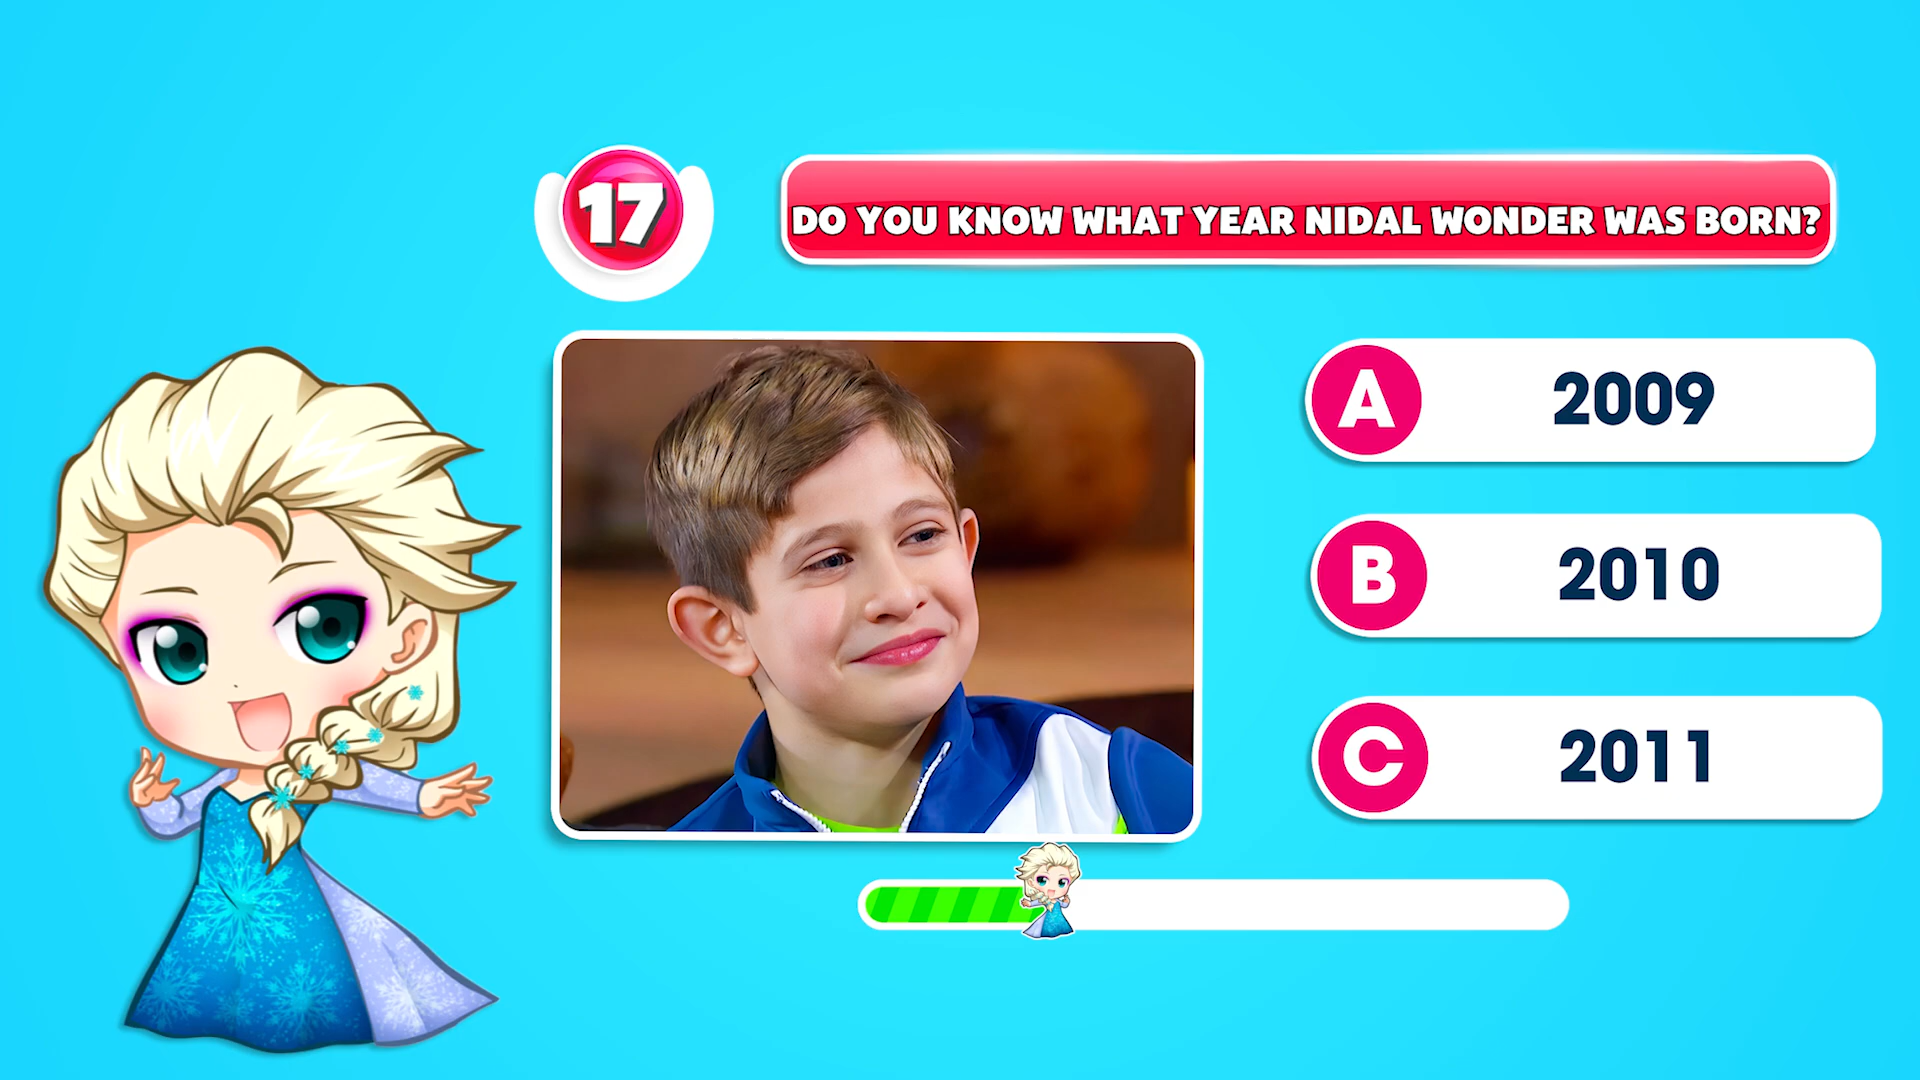 17
DO YOU KNOW WHAT YEAR NIDAL WONDER WAS BORN?
A 2009
B 2010
C 2011